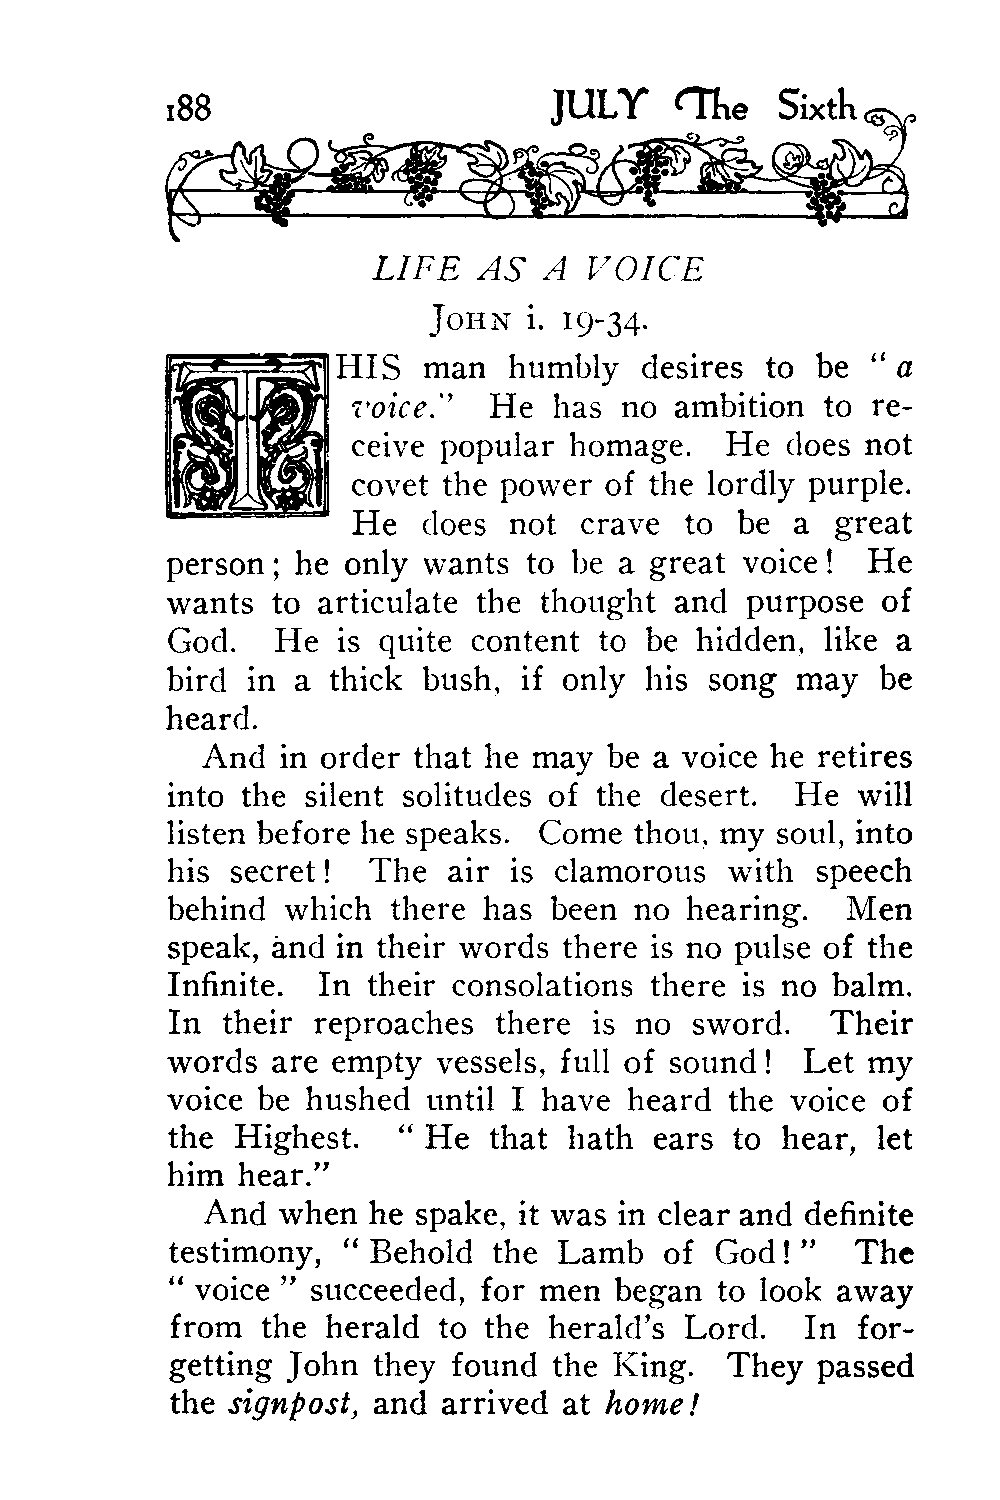 188 JULY The Sixth
LIFE AS A VOICE
JOHN i. 19-34.
THIS man humbly desires to be “ a
voice.” He has no ambition to re-
ceive popular homage. He does not
covet the power of the lordly purple.
He does not crave to be a great
person ; he only wants to be a great voice ! He
wants to articulate the thought and purpose of
God. He is quite content to be hidden, like a
bird in a thick bush, if only his song may be
heard.
And in order that he may be a voice he retires
into the silent solitudes of the desert. He will
listen before he speaks. Come thou, my soul, into
his secret ! The air is clamorous with speech
behind which there has been no hearing. Men
speak, and in their words there is no pulse of the
Infinite. In their consolations there is no balm.
In their reproaches there is no sword. Their
words are empty vessels, full of sound ! Let my
voice be hushed until I have heard the voice of
the Highest. “ He that hath ears to hear, let
him hear.”
And when he spake, it was in clear and definite
testimony, “ Behold the Lamb of God ! ” The
“ voice ” succeeded, for men began to look away
from the herald to the herald’s Lord. In for-
getting John they found the King. They passed
the signpost, and arrived at home !